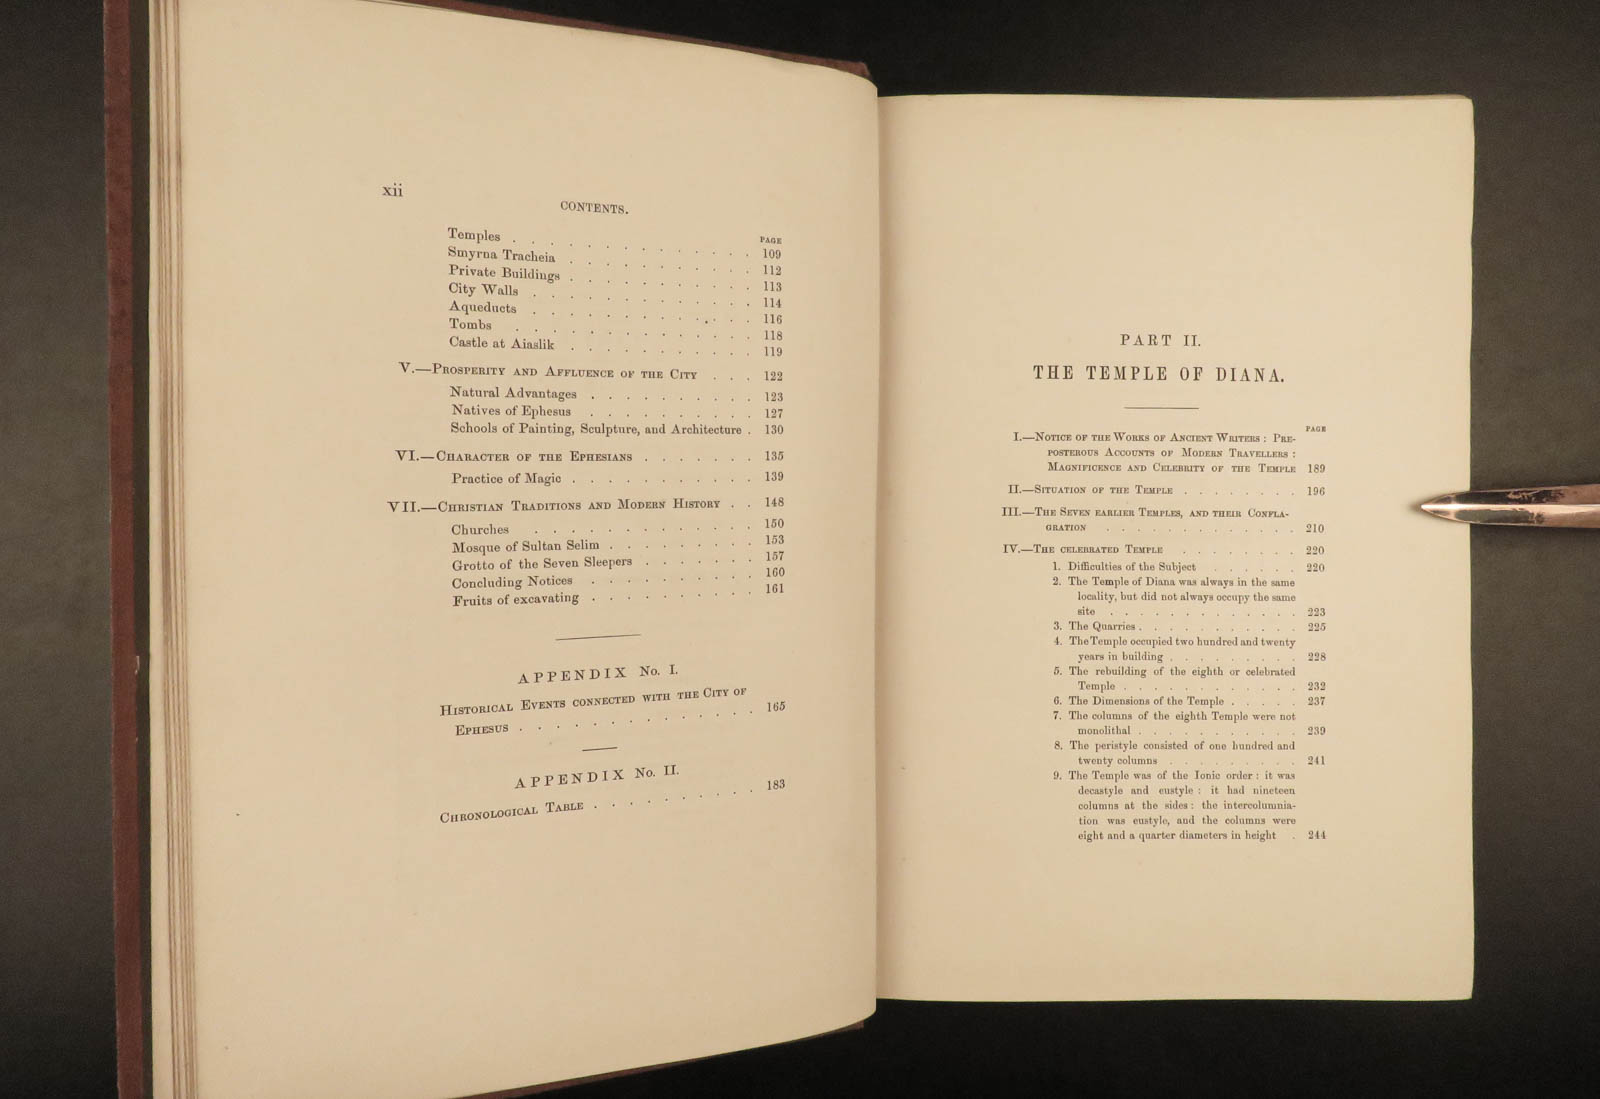 xii
CONTENTS.
PAGE
Temples . . . . . . . . . . . . . 109
Smyrna Tracheia . . . . . . . . . . 112
Private Buildings . . . . . . . . . . 113
City Walls . . . . . . . . . . . . 114
Aqueducts . . . . . . . . . . . . 116
Tombs . . . . . . . . . . . . . 118
Castle at Aiaslik . . . . . . . . . . 119
V.—Prosperity and Affluence of the City . . . 122
Natural Advantages . . . . . . . . . 123
Natives of Ephesus . . . . . . . . . 127
Schools of Painting, Sculpture, and Architecture . 130
VI.—Character of the Ephesians . . . . . . . 135
Practice of Magic . . . . . . . . . . 139
VII.—Christian Traditions and Modern History . . 148
Churches . . . . . . . . . . . . 150
Mosque of Sultan Selim . . . . . . . . 153
Grotto of the Seven Sleepers . . . . . . 157
Concluding Notices . . . . . . . . . 160
Fruits of excavating . . . . . . . . . 161
APPENDIX No. I.
Historical Events connected with the City of
Ephesus . . . . . . . . . . . . . 165
APPENDIX No. II.
Chronological Table . . . . . . . . . 183
PART II.
THE TEMPLE OF DIANA.
PAGE
I.—Notice of the Works of Ancient Writers : Pre-
posterous Accounts of Modern Travellers :
Magnificence and Celebrity of the Temple 189
II.—Situation of the Temple . . . . . . . . 196
III.—The Seven earlier Temples, and their Confla-
gration . . . . . . . . . . . . . 210
IV.—The celebrated Temple . . . . . . . . 220
1. Difficulties of the Subject . . . . . . 220
2. The Temple of Diana was always in the same
locality, but did not always occupy the same
site . . . . . . . . . . . . . 223
3. The Quarries . . . . . . . . . . . 225
4. The Temple occupied two hundred and twenty
years in building . . . . . . . . . 228
5. The rebuilding of the eighth or celebrated
Temple . . . . . . . . . . . . 232
6. The Dimensions of the Temple . . . . . 237
7. The columns of the eighth Temple were not
monolithal . . . . . . . . . . . 239
8. The peristyle consisted of one hundred and
twenty columns . . . . . . . . . 241
9. The Temple was of the Ionic order : it was
decastyle and eustyle : it had nineteen
columns at the sides : the intercolumnia-
tion was eustyle, and the columns were
eight and a quarter diameters in height . 244